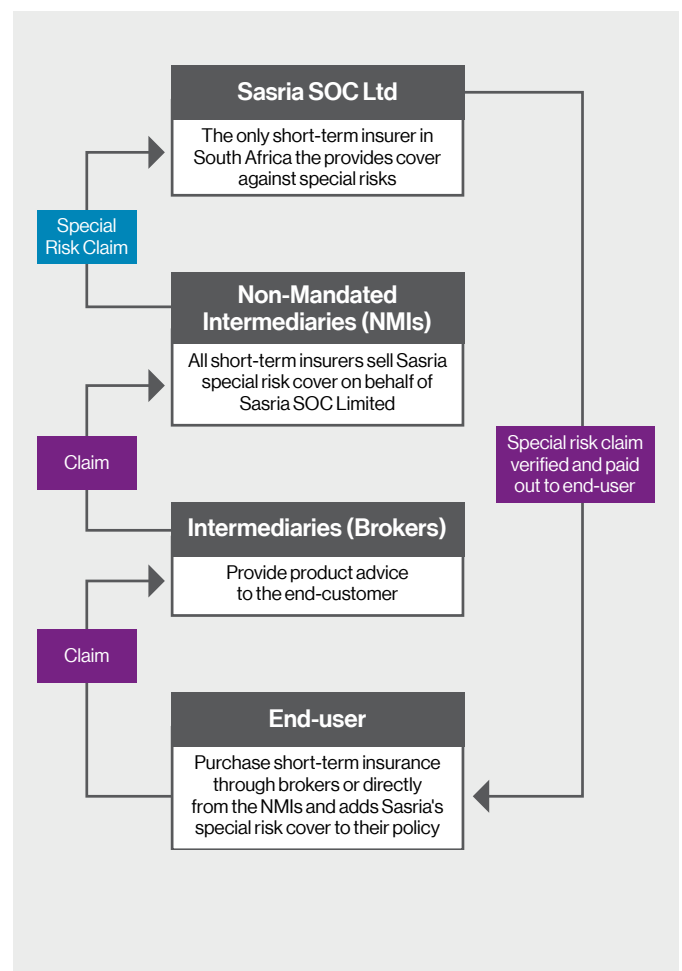 Sasria SOC Ltd
The only short-term insurer in
South Africa the provides cover
against special risks
Special
Risk Claim
Non-Mandated
Intermediaries (NMIs)
All short-term insurers sell Sasria
special risk cover on behalf of
Sasria SOC Limited
Claim
Special risk claim
verified and paid
out to end-user
Intermediaries (Brokers)
Provide product advice
to the end-customer
Claim
End-user
Purchase short-term insurance
through brokers or directly
from the NMIs and adds Sasria's
special risk cover to their policy